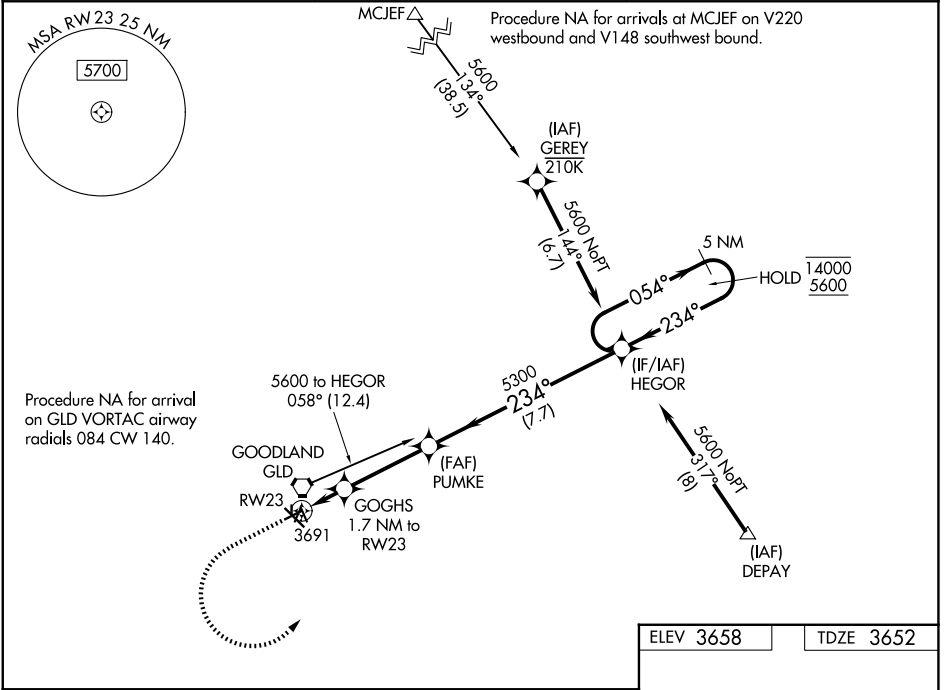 MSA RW 23 25 NM
5700
MCJEF
Procedure NA for arrivals at MCJEF on V220
westbound and V148 southwest bound.
5600
134°
(38.5)
(IAF)
GEREY
210K
5600 NoPT
144°
(6.7)
5 NM
054°
HOLD
14000
5600
234°
(IF/IAF)
HEGOR
5300
234°
(7.7)
5600 to HEGOR
058° (12.4)
Procedure NA for arrival
on GLD VORTAC airway
radials 084 CW 140.
GOODLAND
GLD
(FAF)
PUMKE
RW23
3691
GOGHS
1.7 NM to
RW23
5600 NoPT
317°
(8)
(IAF)
DEPAY
ELEV 3658
TDZE 3652